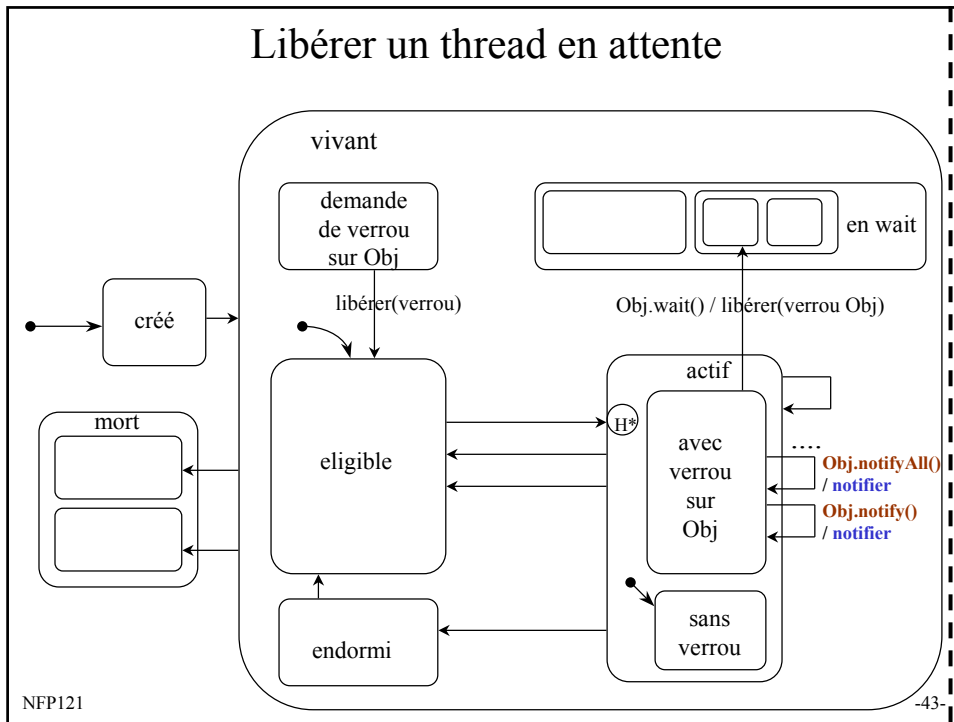 Libérer un thread en attente
vivant
demande
de verrou
sur Obj
en wait
libérer(verrou)
Obj.wait() / libérer(verrou Obj)
créé
actif
mort
H*
eligible
avec
verrou
sur
Obj
....
Obj.notifyAll()
/ notifier
Obj.notify()
/ notifier
endormi
sans
verrou
NFP121
-43-